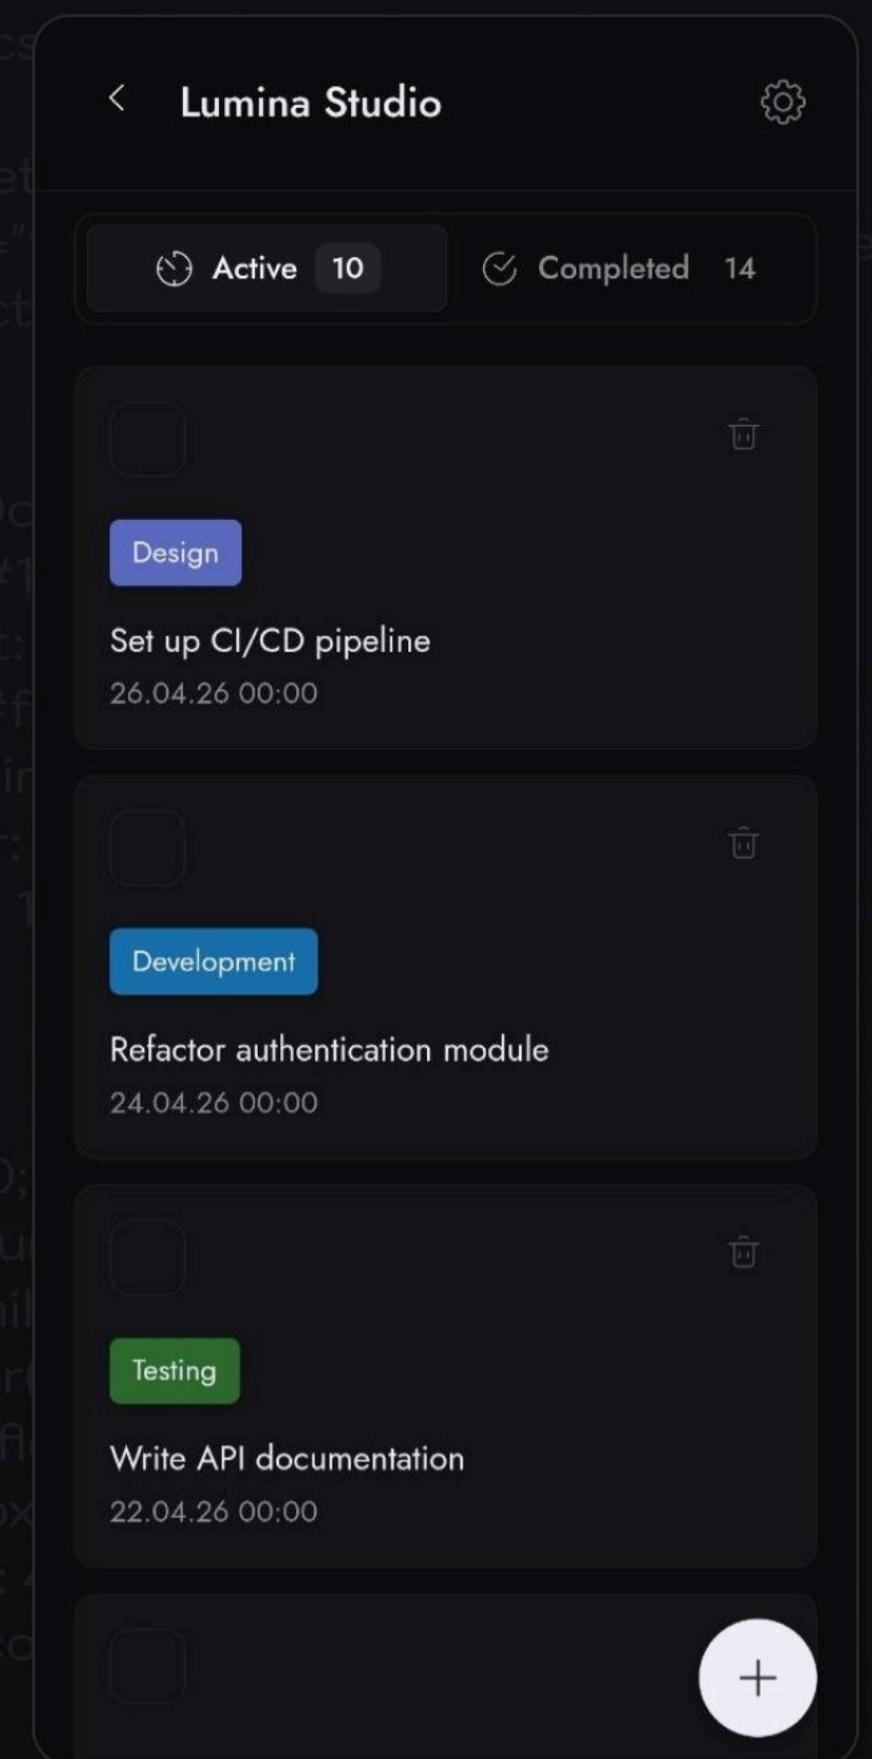 Lumina Studio
Active 10 Completed 14
Design
Set up CI/CD pipeline
26.04.26 00:00
Development
Refactor authentication module
24.04.26 00:00
Testing
Write API documentation
22.04.26 00:00